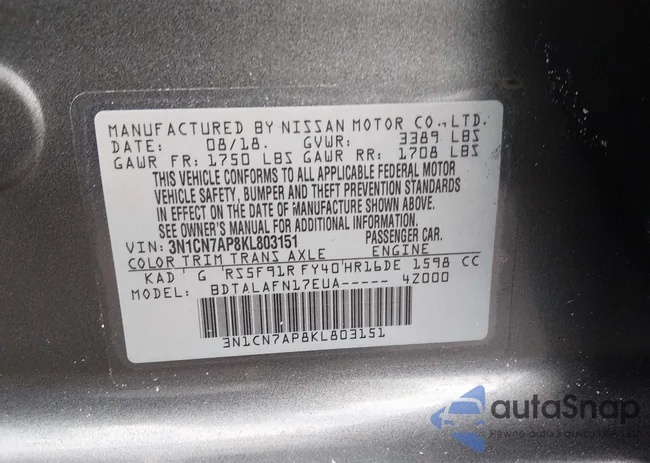 MANUFACTURED BY NISSAN MOTOR CO.,LTD.
DATE: 08/18. GVWR: 3389 LBS
GAWR FR: 1750 LBS GAWR RR: 1708 LBS
THIS VEHICLE CONFORMS TO ALL APPLICABLE FEDERAL MOTOR
VEHICLE SAFETY, BUMPER AND THEFT PREVENTION STANDARDS
IN EFFECT ON THE DATE OF MANUFACTURE SHOWN ABOVE.
SEE OWNER'S MANUAL FOR ADDITIONAL INFORMATION.
VIN: 3N1CN7AP8KL803151 PASSENGER CAR.
COLOR TRIM TRANS AXLE ENGINE
KAD G RS5F91R FY40 HR16DE 1598 CC
MODEL: BDTALAFN17EUA----- 4Z000
3N1CN7AP8KL803151
autaSnap